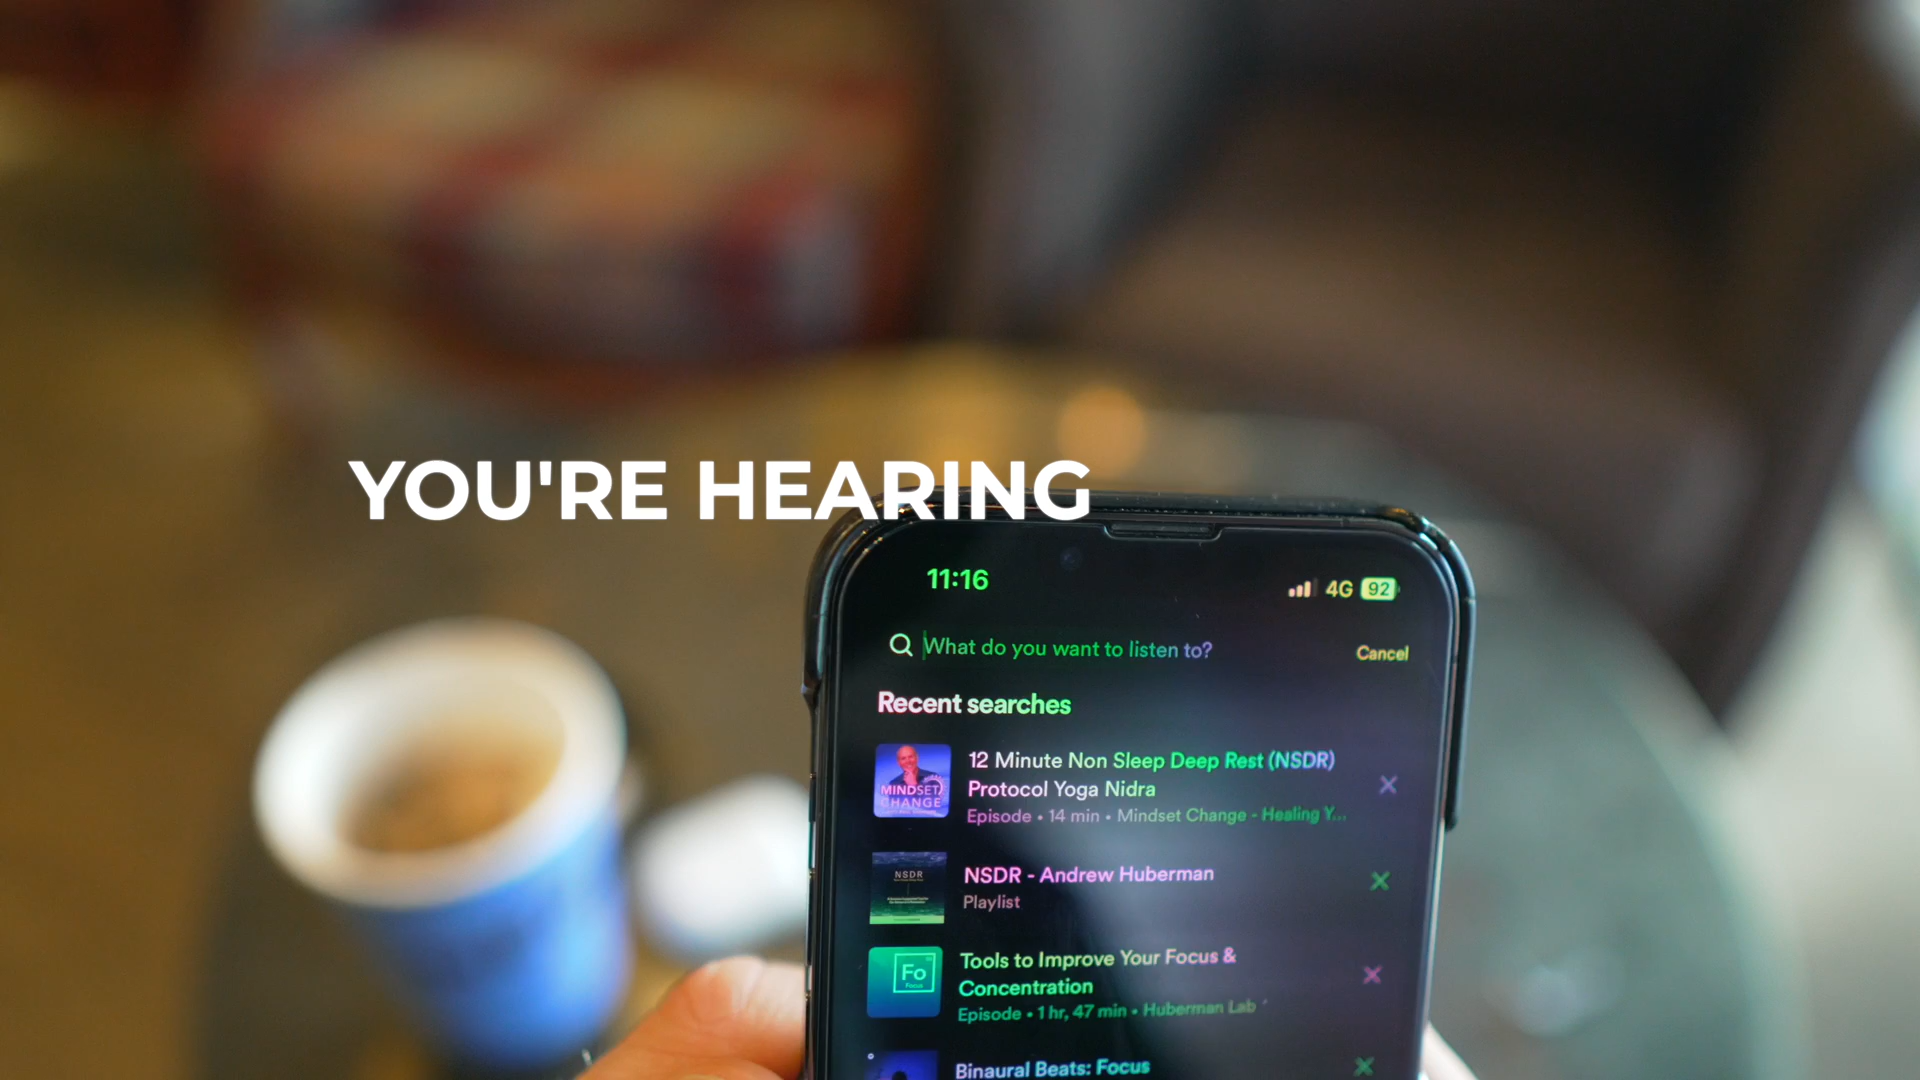 YOU'RE HEARING
11:16
4G 92
What do you want to listen to?
Cancel
Recent searches
12 Minute Non Sleep Deep Rest (NSDR)
Protocol Yoga Nidra
Episode • 14 min • Mindset Change - Healing Y...
MINDSET
CHANGE
NSDR - Andrew Huberman
Playlist
NSDR
Tools to Improve Your Focus &
Concentration
Episode • 1 hr, 47 min • Huberman Lab
Fo
Focus
Binaural Beats: Focus